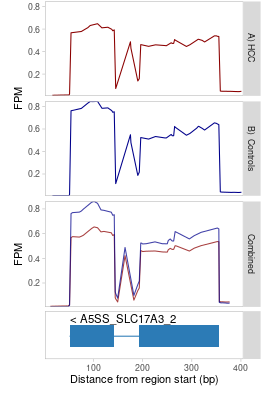 0.8
0.6
0.4
0.2
FPM
A) HCC
0.8
0.6
0.4
0.2
FPM
B) Controls
0.8
0.6
0.4
0.2
FPM
Combined
< A5SS_SLC17A3_2
100
200
300
400
Distance from region start (bp)